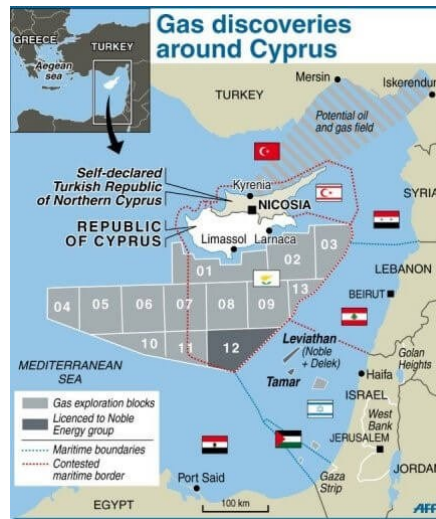 Gas discoveries
around Cyprus
GREECE
TURKEY
Aegean
sea
Mersin
Iskenderun
TURKEY
Potential oil
and gas field
Self-declared
Turkish Republic
of Northern Cyprus
Kyrenia
NICOSIA
SYRIA
REPUBLIC
OF CYPRUS
Limassol
Larnaca
03
02
01
LEBANON
13
04
05
06
07
08
09
BEIRUT
10
11
12
Leviathan
(Noble
+ Delek)
Golan
Heights
MEDITERRANEAN
SEA
Tamar
Haifa
ISRAEL
Gas exploration blocks
Licenced to Noble
Energy group
West
Bank
JERUSALEM
Maritime boundaries
Contested
maritime border
Gaza
Strip
JORDAN
Port Said
EGYPT
100 km
AFP